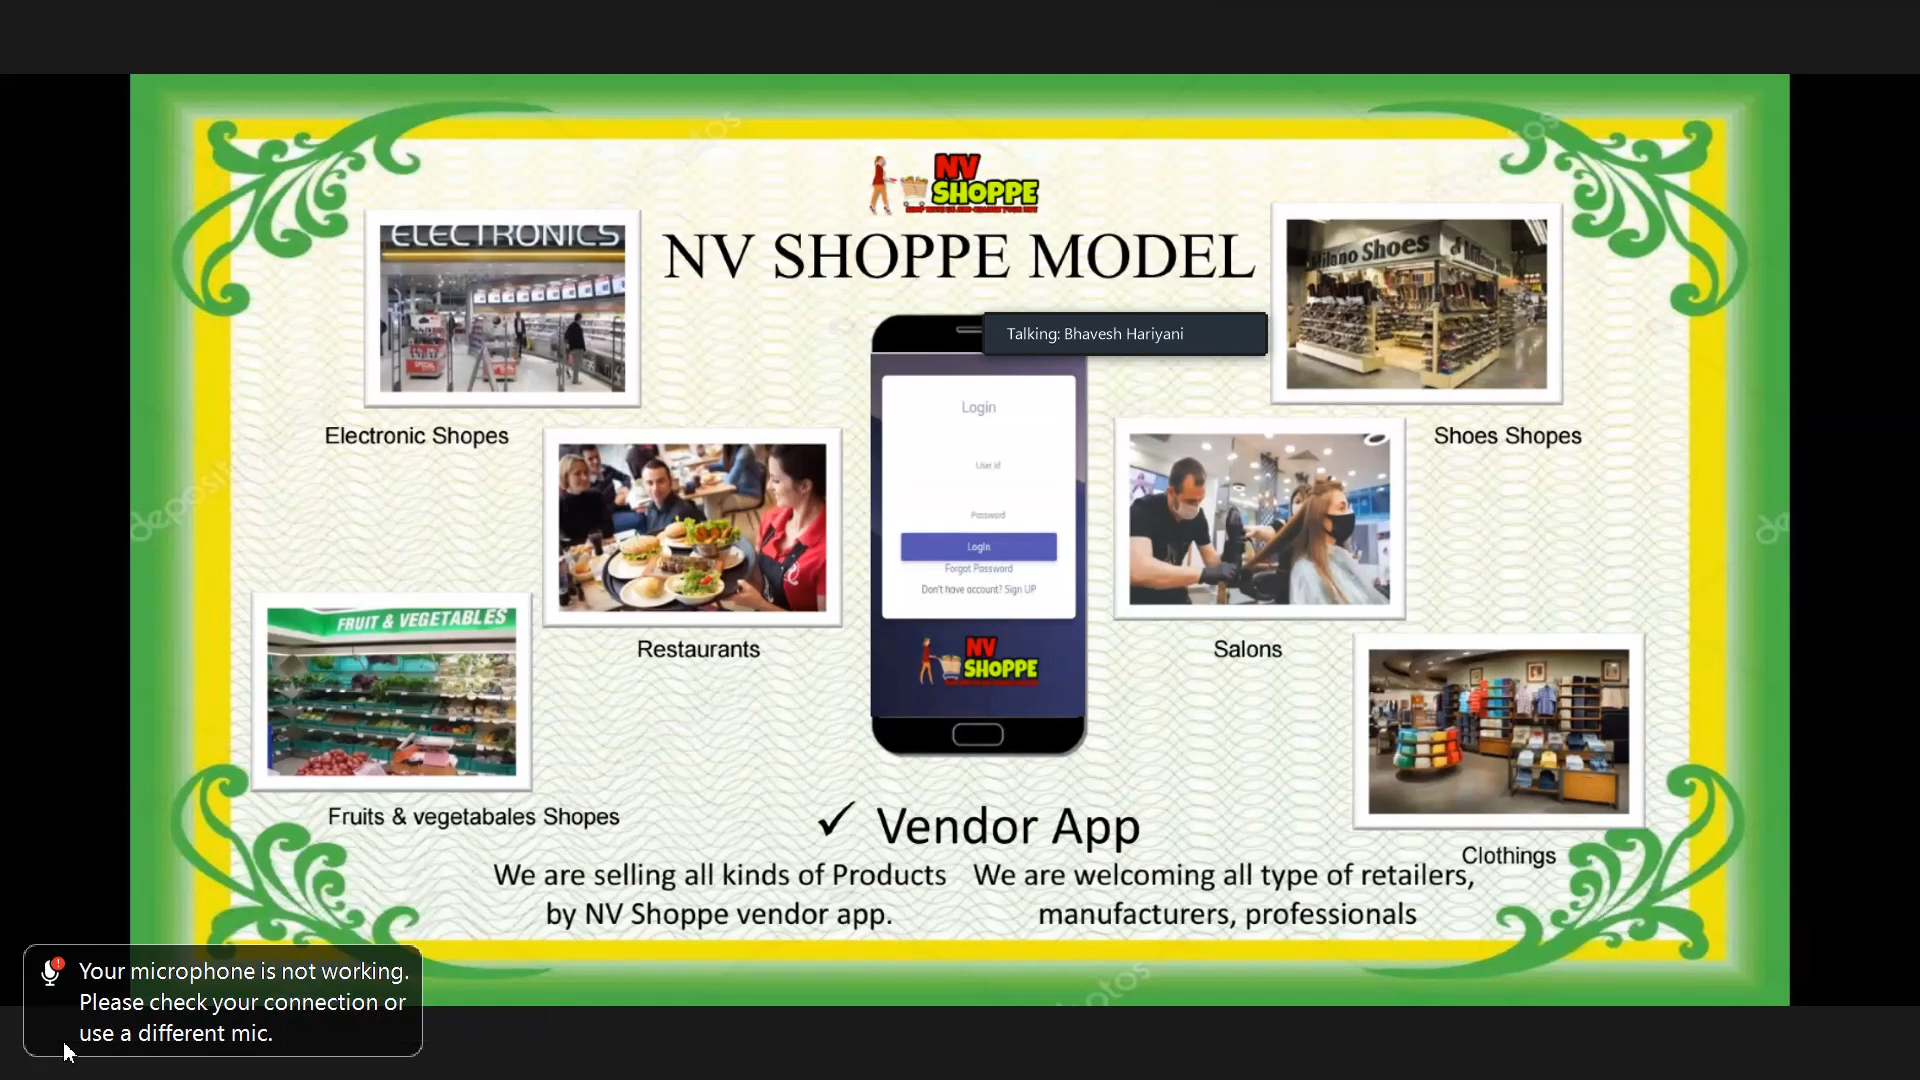 NV
SHOPPE
NV SHOPPE MODEL
ELECTRONICS
Milano Shoes
Talking: Bhavesh Hariyani
Login
User Id
Password
Login
Forgot Password
Don't have account? Sign UP
NV
SHOPPE
Electronic Shopes
Shoes Shopes
Restaurants
Salons
FRUIT & VEGETABLES
Fruits & vegetabales Shopes
Clothings
✓ Vendor App
We are selling all kinds of Products
by NV Shoppe vendor app.
We are welcoming all type of retailers,
manufacturers, professionals
Your microphone is not working.
Please check your connection or
use a different mic.